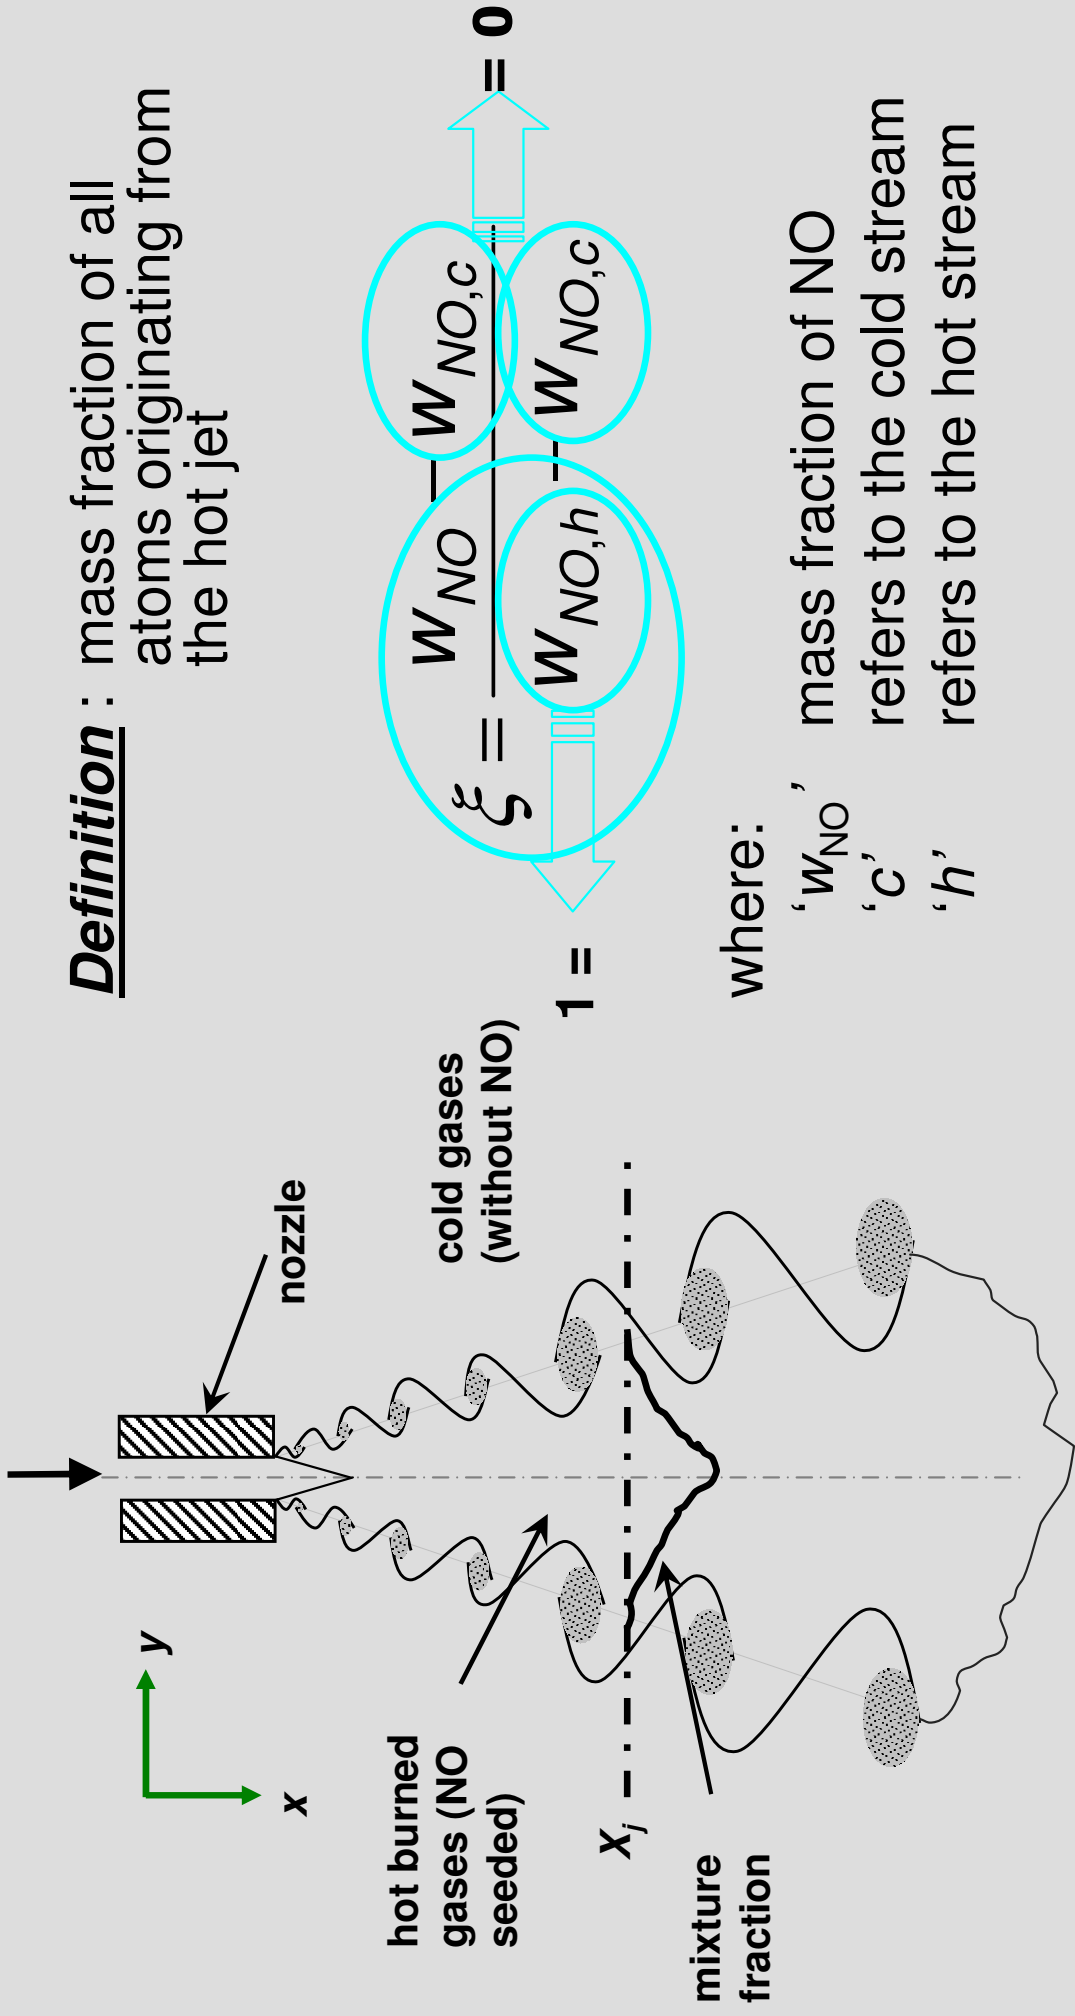 Definition : mass fraction of all
atoms originating from
the hot jet
ξ = (w_NO − w_NO,c) / (w_NO,h − w_NO,c)
= 0
1 =
where:
‘w_NO’ mass fraction of NO
‘c’ refers to the cold stream
‘h’ refers to the hot stream
y
x
nozzle
cold gases
(without NO)
hot burned
gases (NO
seeded)
x_j
mixture
fraction